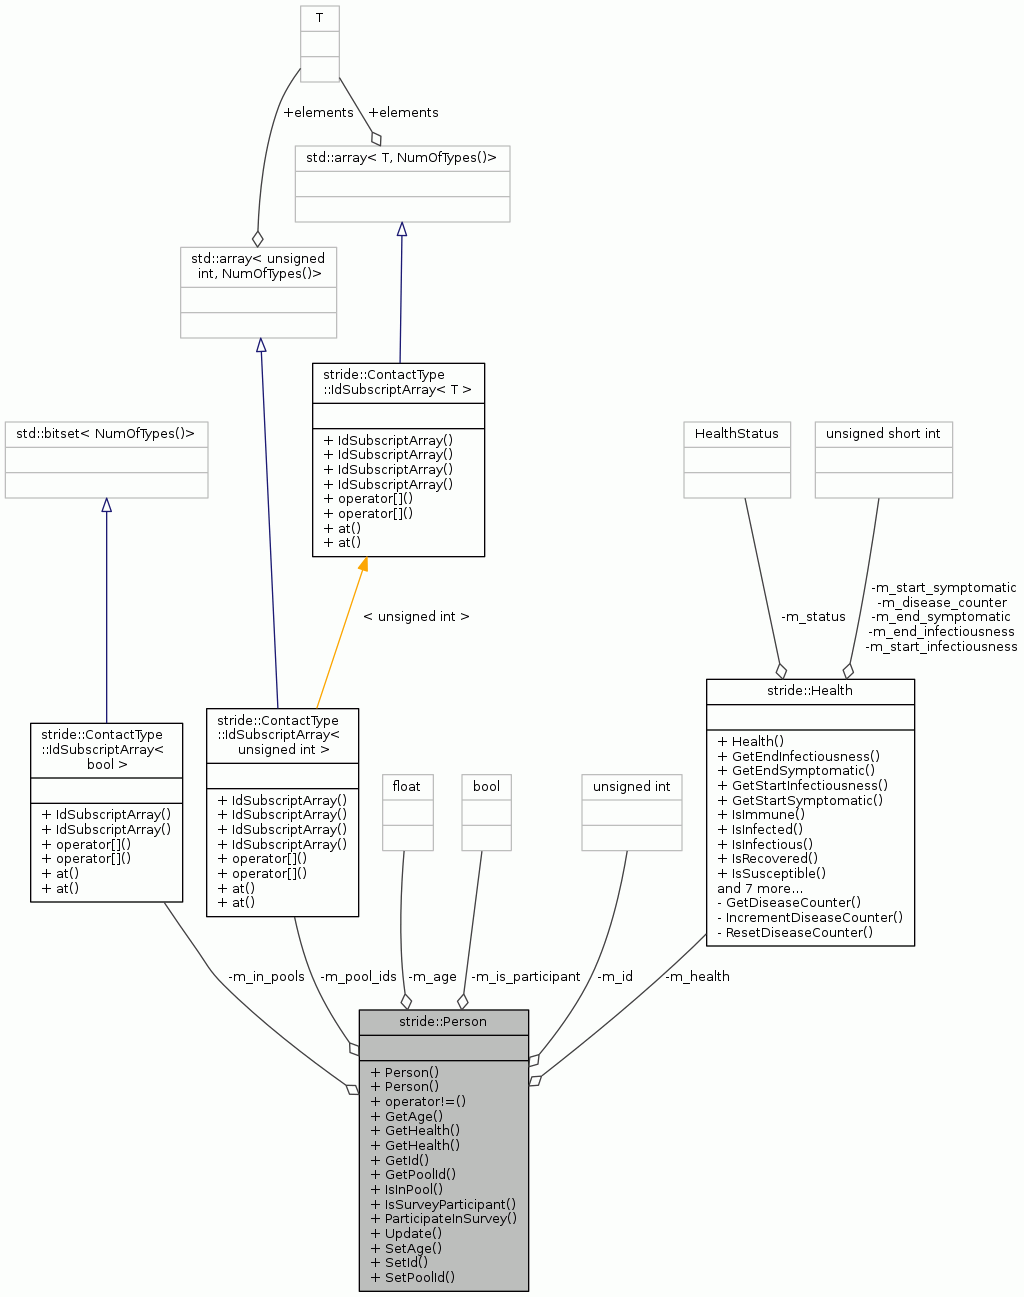 T
+elements
+elements
std::array< T, NumOfTypes()>
std::array< unsigned
int, NumOfTypes()>
stride::ContactType
::IdSubscriptArray< T >
+ IdSubscriptArray()
+ IdSubscriptArray()
+ IdSubscriptArray()
+ IdSubscriptArray()
+ operator[]()
+ operator[]()
+ at()
+ at()
std::bitset< NumOfTypes()>
HealthStatus
unsigned short int
-m_start_symptomatic
-m_disease_counter
-m_end_symptomatic
-m_end_infectiousness
-m_start_infectiousness
-m_status
< unsigned int >
stride::ContactType
::IdSubscriptArray<
bool >
+ IdSubscriptArray()
+ IdSubscriptArray()
+ operator[]()
+ operator[]()
+ at()
+ at()
stride::ContactType
::IdSubscriptArray<
unsigned int >
+ IdSubscriptArray()
+ IdSubscriptArray()
+ IdSubscriptArray()
+ IdSubscriptArray()
+ operator[]()
+ operator[]()
+ at()
+ at()
float
bool
unsigned int
stride::Health
+ Health()
+ GetEndInfectiousness()
+ GetEndSymptomatic()
+ GetStartInfectiousness()
+ GetStartSymptomatic()
+ IsImmune()
+ IsInfected()
+ IsInfectious()
+ IsRecovered()
+ IsSusceptible()
and 7 more...
- GetDiseaseCounter()
- IncrementDiseaseCounter()
- ResetDiseaseCounter()
-m_in_pools
-m_pool_ids
-m_age
-m_is_participant
-m_id
-m_health
stride::Person
+ Person()
+ Person()
+ operator!=()
+ GetAge()
+ GetHealth()
+ GetHealth()
+ GetId()
+ GetPoolId()
+ IsInPool()
+ IsSurveyParticipant()
+ ParticipateInSurvey()
+ Update()
+ SetAge()
+ SetId()
+ SetPoolId()